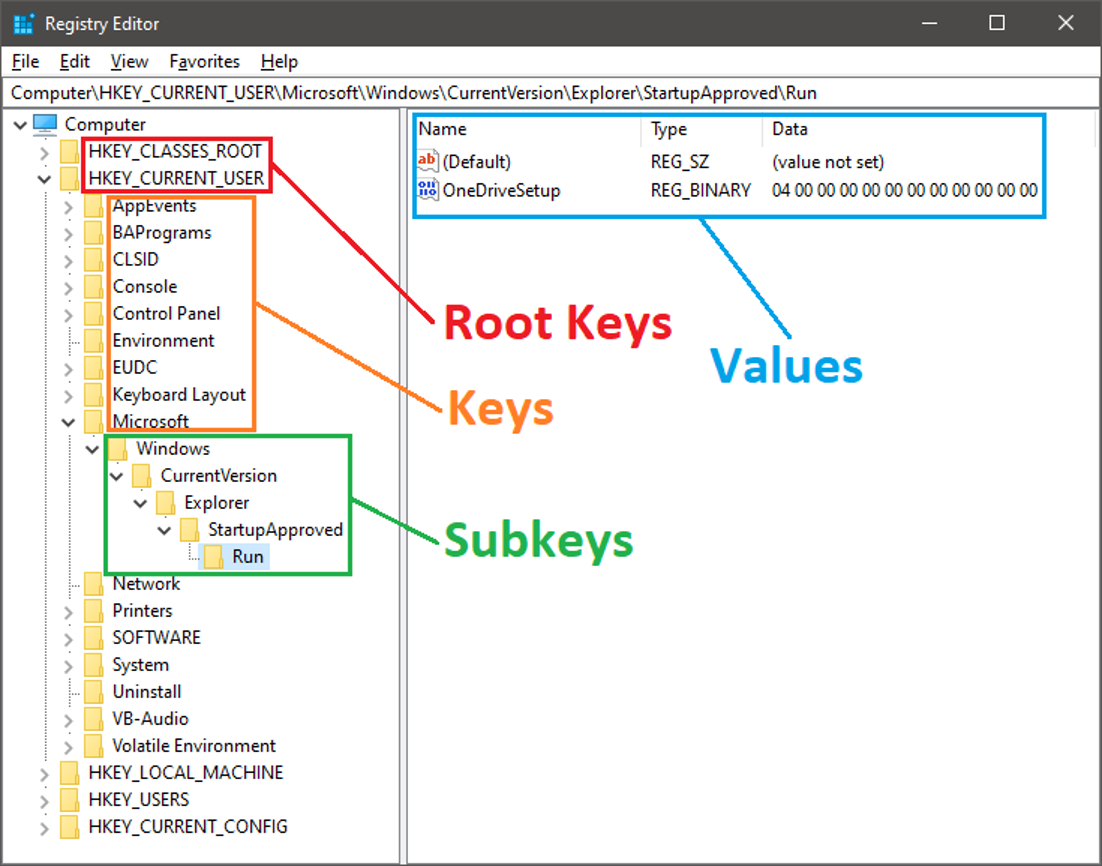 Registry Editor
File Edit View Favorites Help
Computer\HKEY_CURRENT_USER\Microsoft\Windows\CurrentVersion\Explorer\StartupApproved\Run
Computer
HKEY_CLASSES_ROOT
HKEY_CURRENT_USER
AppEvents
BAPrograms
CLSID
Console
Control Panel
Environment
EUDC
Keyboard Layout
Microsoft
Windows
CurrentVersion
Explorer
StartupApproved
Run
Network
Printers
SOFTWARE
System
Uninstall
VB-Audio
Volatile Environment
HKEY_LOCAL_MACHINE
HKEY_USERS
HKEY_CURRENT_CONFIG
Name Type Data
ab (Default) REG_SZ (value not set)
OneDriveSetup REG_BINARY 04 00 00 00 00 00 00 00 00 00 00 00
Root Keys
Values
Keys
Subkeys